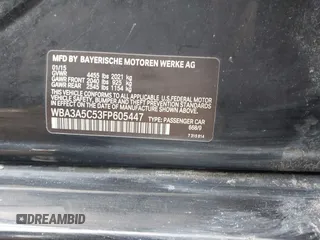 MFD BY BAYERISCHE MOTOREN WERKE AG
01/15
GVWR 4455 lbs 2021 kg
GAWR FRONT 2040 lbs 925 kg
GAWR REAR 2545 lbs 1154 kg
THIS VEHICLE CONFORMS TO ALL APPLICABLE
U.S. FEDERAL MOTOR VEHICLE SAFETY, BUMPER
AND THEFT PREVENTION STANDARDS IN EFFECT
ON THE DATE OF MANUFACTURE SHOWN ABOVE.
WBA3A5C53FP605447 TYPE: PASSENGER CAR
668/9
DREAMBID